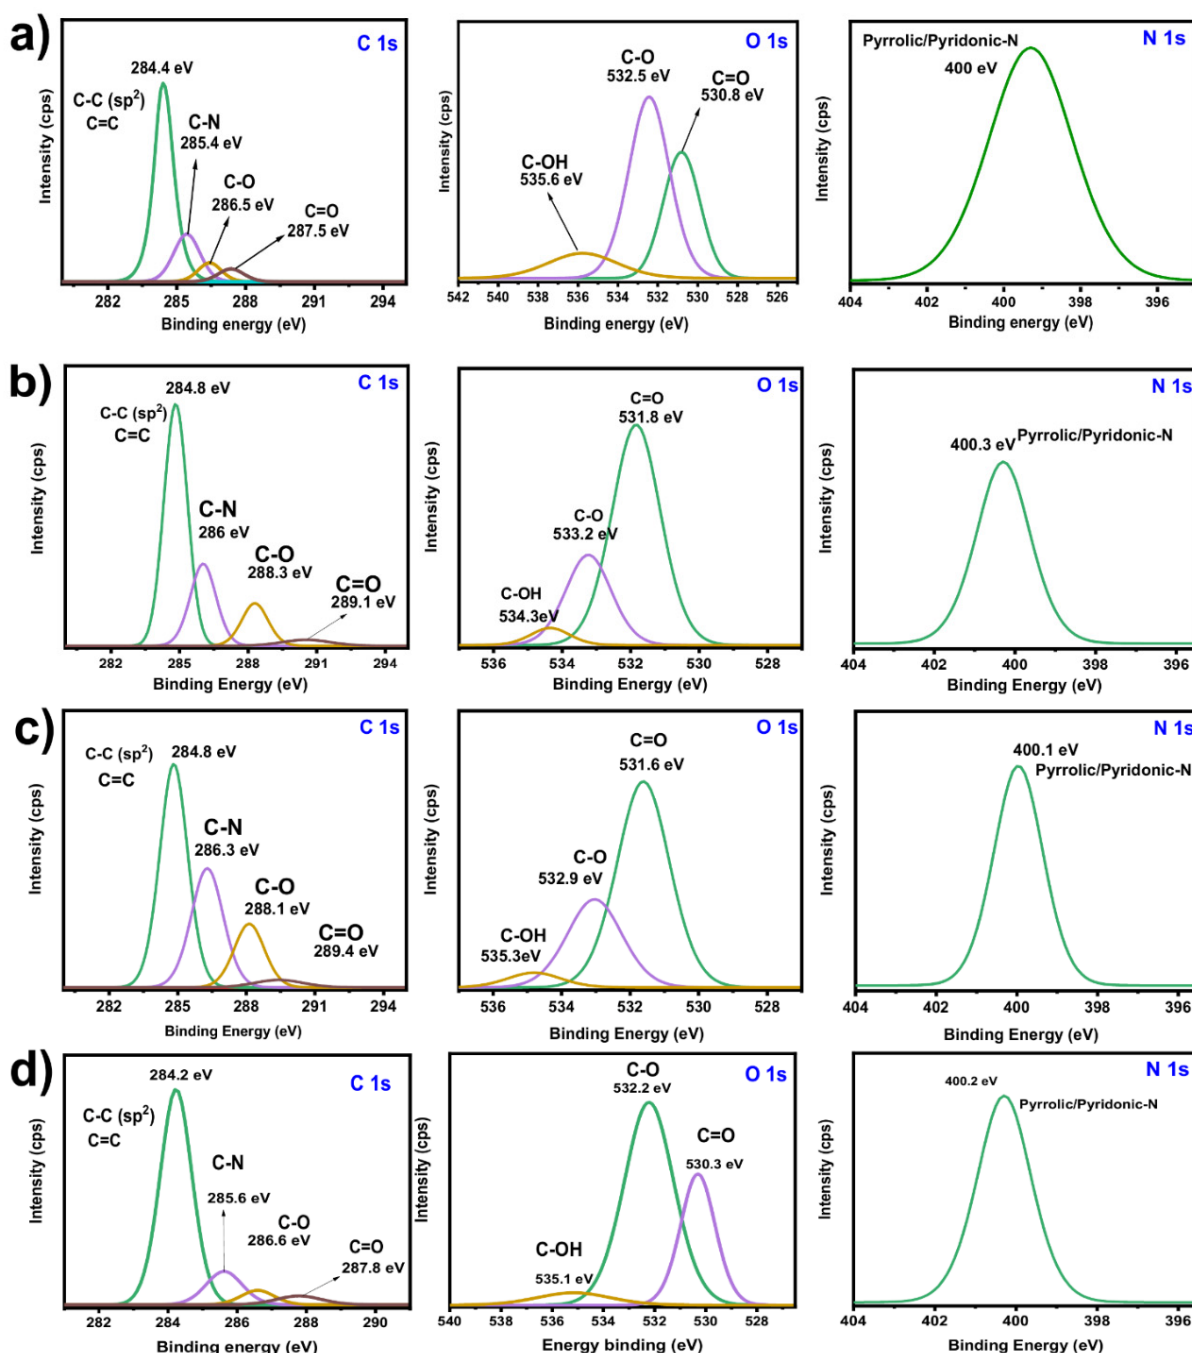 a)
C 1s
284.4 eV
C-C (sp²)
C=C
C-N
285.4 eV
C-O
286.5 eV
C=O
287.5 eV
Intensity (cps)
282 285 288 291 294
Binding energy (eV)
O 1s
C-O
532.5 eV
C=O
530.8 eV
C-OH
535.6 eV
Intensity (cps)
542 540 538 536 534 532 530 528 526
Binding energy (eV)
N 1s
Pyrrolic/Pyridonic-N
400 eV
Intensity (cps)
404 402 400 398 396
Binding energy (eV)
b)
C 1s
284.8 eV
C-C (sp²)
C=C
C-N
286 eV
C-O
288.3 eV
C=O
289.1 eV
Intensity (cps)
282 285 288 291 294
Binding Energy (eV)
O 1s
C=O
531.8 eV
C-O
533.2 eV
C-OH
534.3eV
Intensity (cps)
536 534 532 530 528
Binding Energy (eV)
N 1s
400.3 eV
Pyrrolic/Pyridonic-N
Intensity (cps)
404 402 400 398 396
Binding Energy (eV)
c)
C 1s
284.8 eV
C-C (sp²)
C=C
C-N
286.3 eV
C-O
288.1 eV
C=O
289.4 eV
Intensity (cps)
282 285 288 291 294
Binding Energy (eV)
O 1s
C=O
531.6 eV
C-O
532.9 eV
C-OH
535.3eV
Intensity (cps)
536 534 532 530 528
Binding Energy (eV)
N 1s
400.1 eV
Pyrrolic/Pyridonic-N
Intensity (cps)
404 402 400 398 396
Binding Energy (eV)
d)
C 1s
284.2 eV
C-C (sp²)
C=C
C-N
285.6 eV
C-O
286.6 eV
C=O
287.8 eV
Intensity (cps)
282 284 286 288 290
Binding energy (eV)
O 1s
C-O
532.2 eV
C=O
530.3 eV
C-OH
535.1 eV
Intensity (cps)
540 538 536 534 532 530 528
Energy binding (eV)
N 1s
400.2 eV
Pyrrolic/Pyridonic-N
Intensity (cps)
404 402 400 398 396
Binding Energy (eV)